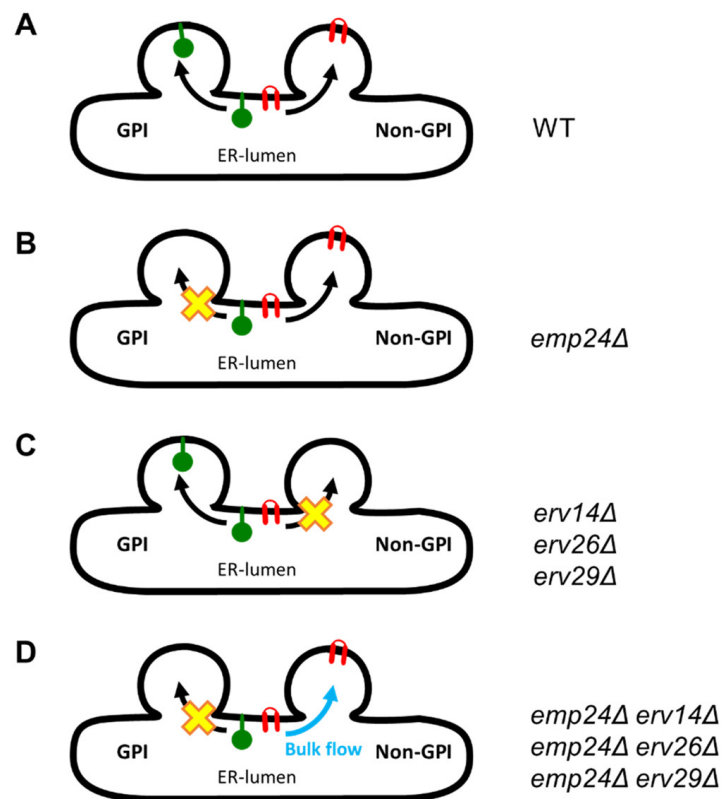 A
GPI
Non-GPI
ER-lumen
WT
B
GPI
Non-GPI
ER-lumen
emp24Δ
C
GPI
Non-GPI
ER-lumen
erv14Δ
erv26Δ
erv29Δ
D
Bulk flow
GPI
Non-GPI
ER-lumen
emp24Δ erv14Δ
emp24Δ erv26Δ
emp24Δ erv29Δ